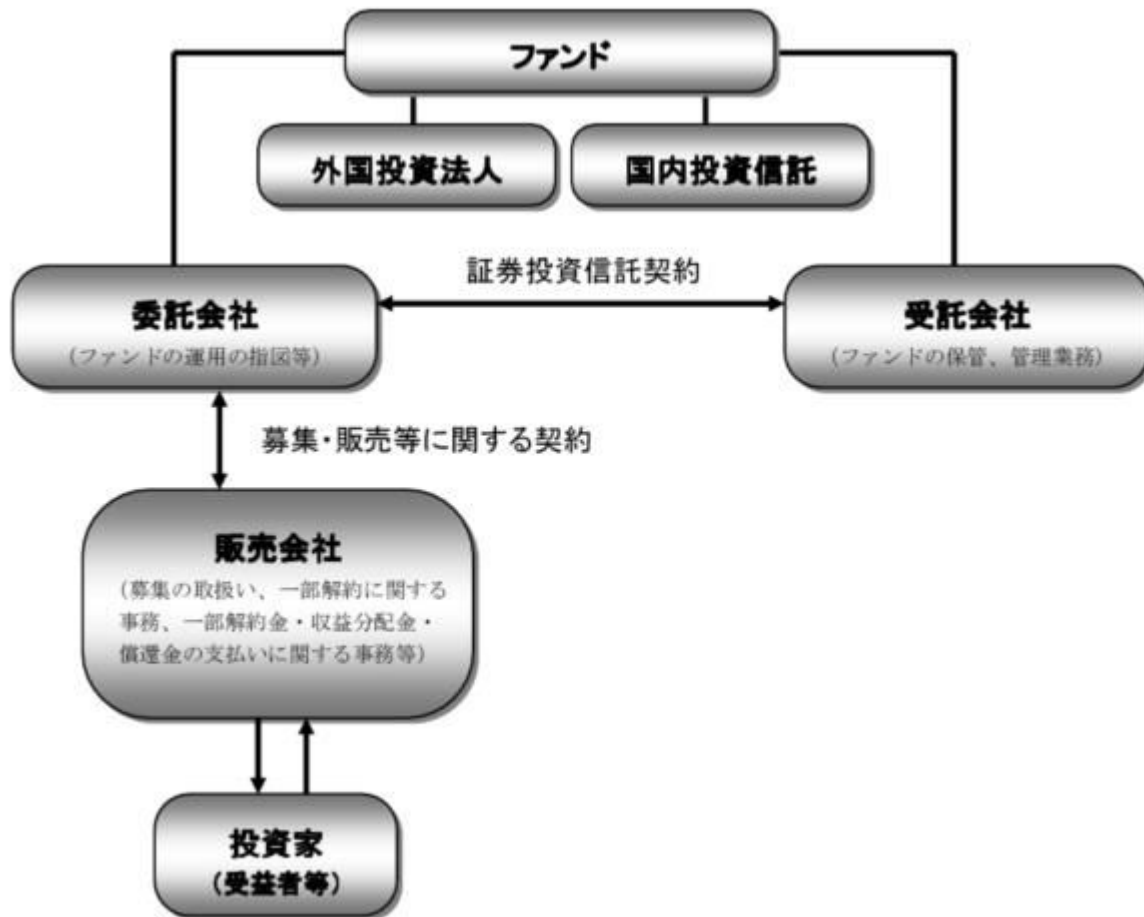 ファンド
外国投資法人
国内投資信託
証券投資信託契約
委託会社
(ファンドの運用の指図等)
受託会社
(ファンドの保管、管理業務)
募集・販売等に関する契約
販売会社
(募集の取扱い、一部解約に関する
事務、一部解約金・収益分配金・
償還金の支払いに関する事務等)
投資家
(受益者等)